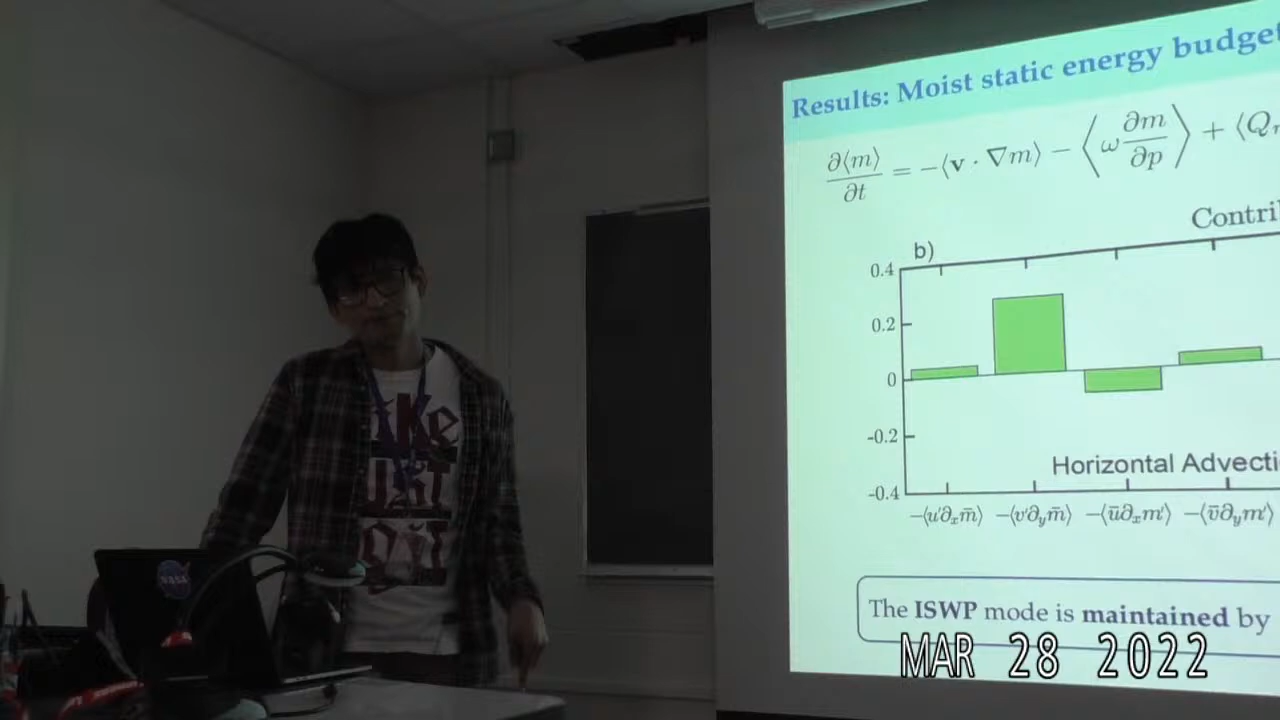 Results: Moist static energy budget
∂⟨m⟩/∂t = −⟨v · ∇m⟩ − ⟨ω ∂m/∂p⟩ + ⟨Q
Contri
b)
0.4
0.2
0
-0.2
-0.4
Horizontal Advecti
−⟨u'∂ₓm̄⟩ −⟨v'∂ᵧm̄⟩ −⟨ū∂ₓm'⟩ −⟨v̄∂ᵧm'⟩
The ISWP mode is maintained by
MAR 28 2022
NASA